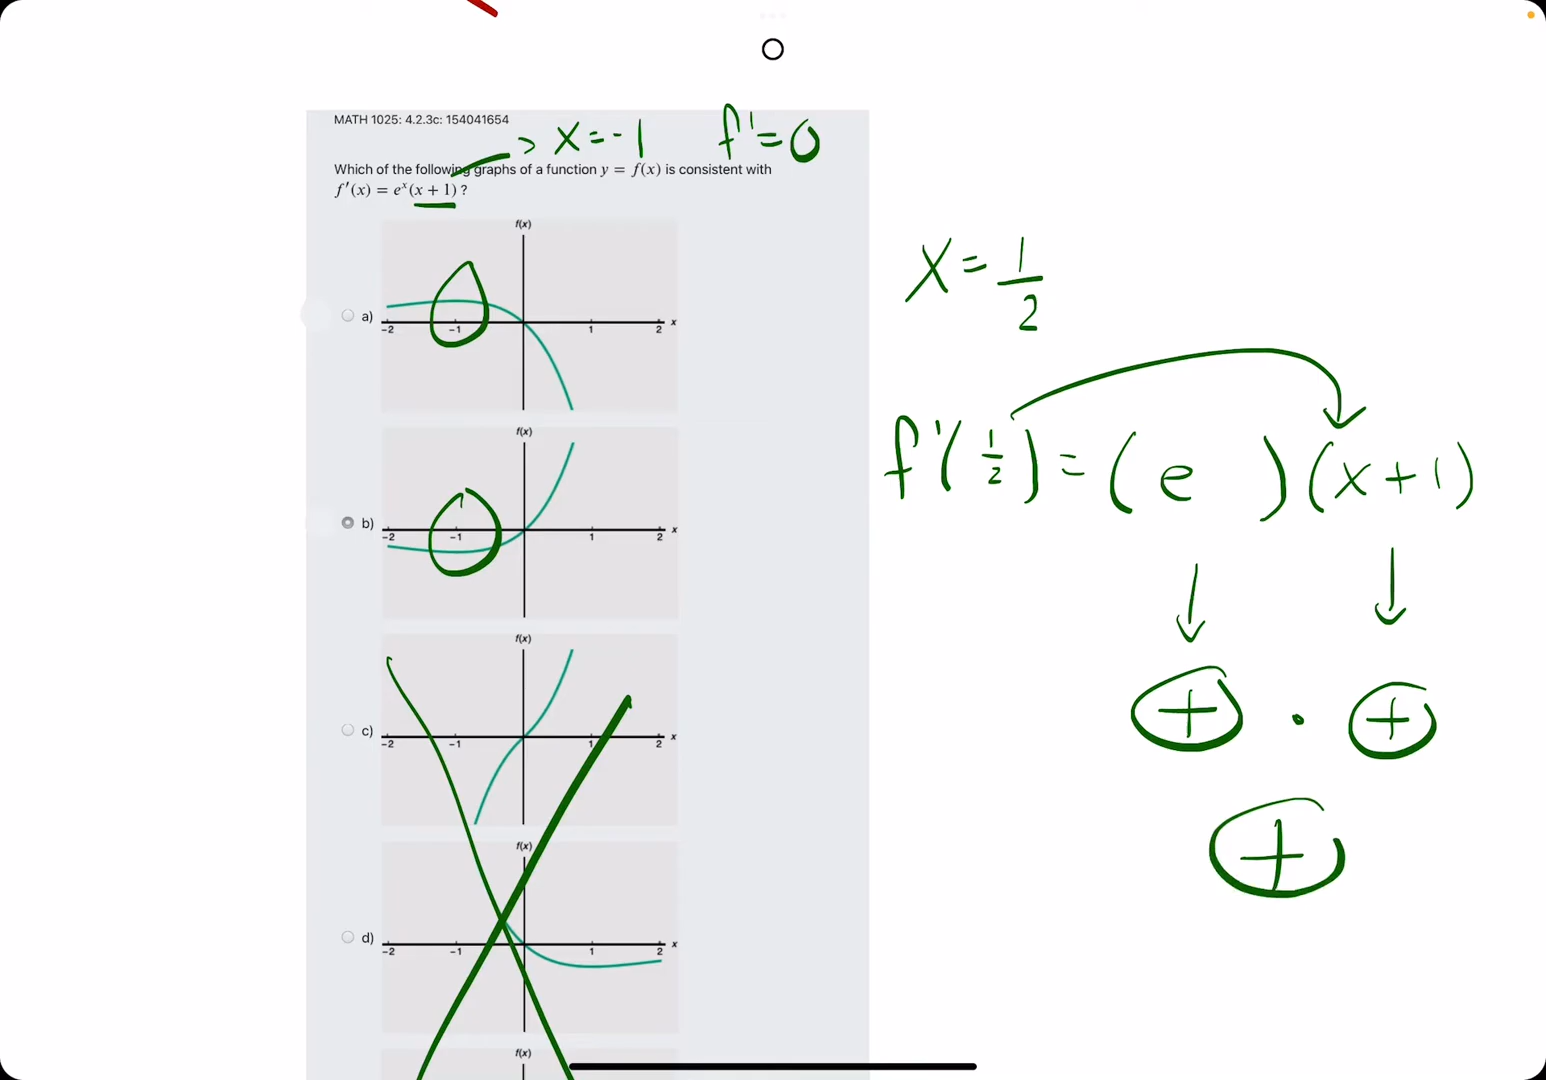 MATH 1025: 4.2.3c: 154041654
x = -1 f' = 0
Which of the following graphs of a function y = f(x) is consistent with
f′(x) = eˣ(x + 1) ?
f(x)
a) -2 -1 1 2 x
f(x)
b) -2 -1 1 2 x
f(x)
c) -2 -1 1 2 x
f(x)
d) -2 -1 1 2 x
f(x)
x = 1/2
f'(1/2) = (e )(x+1)
+ · +
+